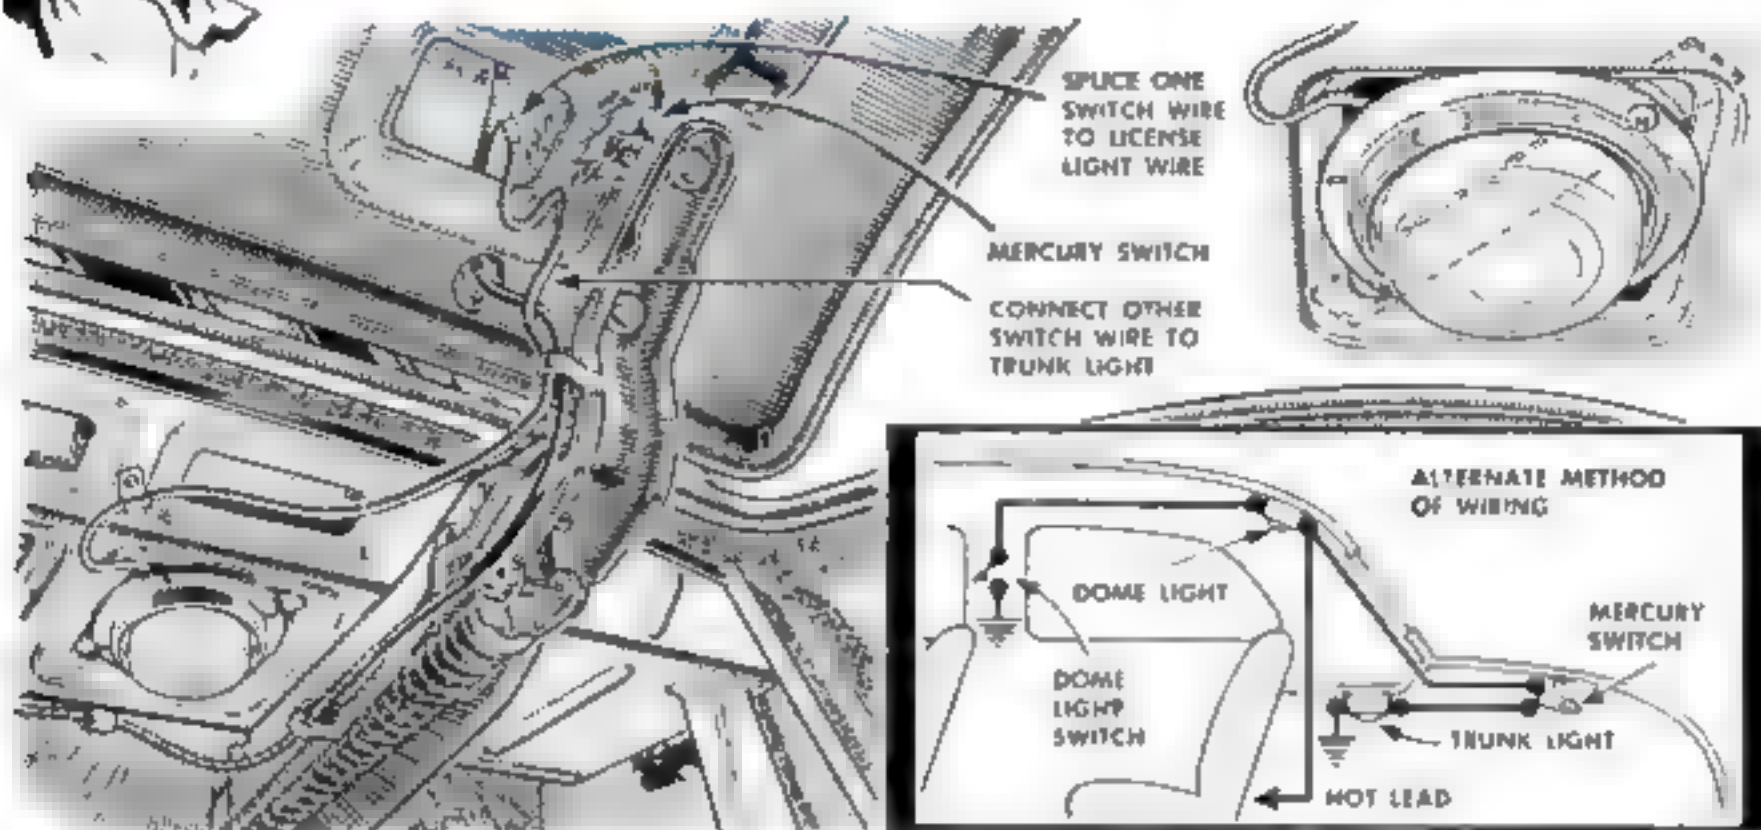 SPLICE ONE
SWITCH WIRE
TO LICENSE
LIGHT WIRE
MERCURY SWITCH
CONNECT OTHER
SWITCH WIRE TO
TRUNK LIGHT
ALTERNATE METHOD
OF WIRING
DOME LIGHT
MERCURY
SWITCH
DOME
LIGHT
SWITCH
TRUNK LIGHT
HOT LEAD